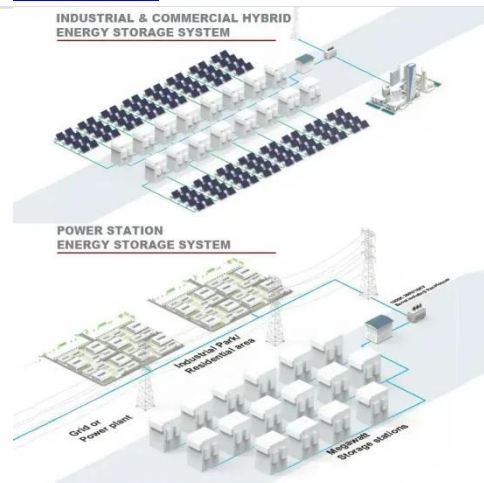 INDUSTRIAL & COMMERCIAL HYBRID
ENERGY STORAGE SYSTEM
POWER STATION
ENERGY STORAGE SYSTEM
Industrial Park/
Residential area
Grid or
Power plant
Megawatt
Storage stations